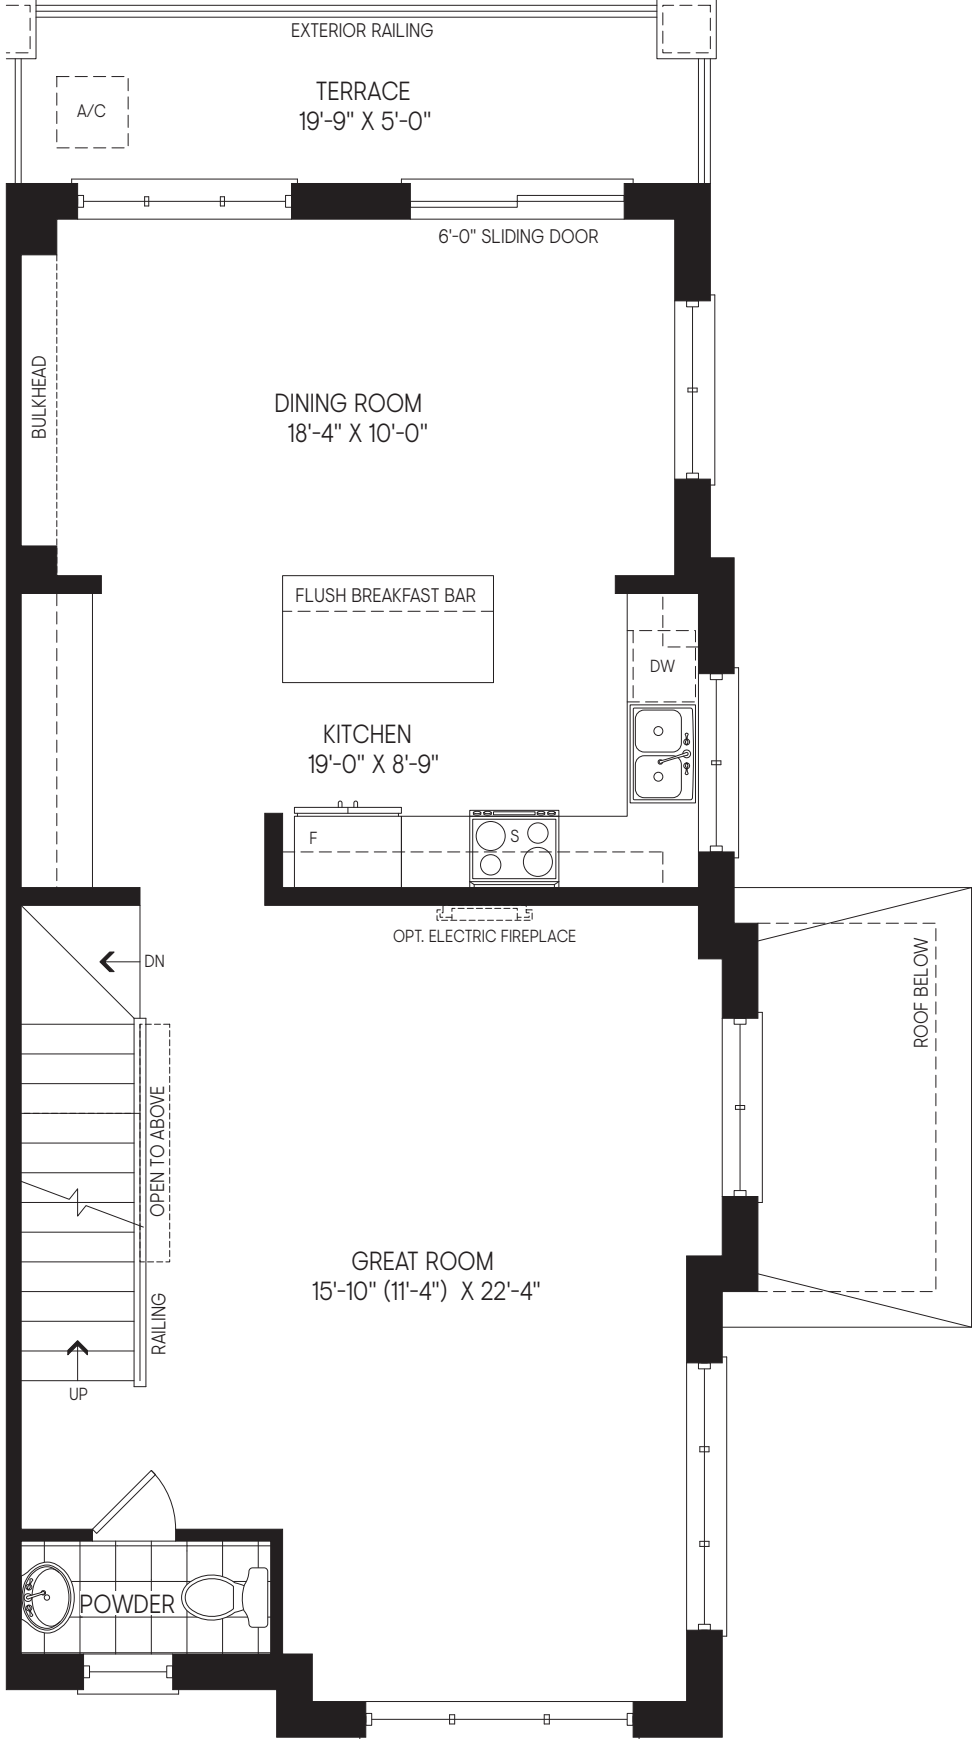 EXTERIOR RAILING
TERRACE
19'-9" X 5'-0"
A/C
6'-0" SLIDING DOOR
BULKHEAD
DINING ROOM
18'-4" X 10'-0"
FLUSH BREAKFAST BAR
DW
KITCHEN
19'-0" X 8'-9"
F
S
OPT. ELECTRIC FIREPLACE
DN
ROOF BELOW
OPEN TO ABOVE
GREAT ROOM
15'-10" (11'-4") X 22'-4"
RAILING
UP
POWDER